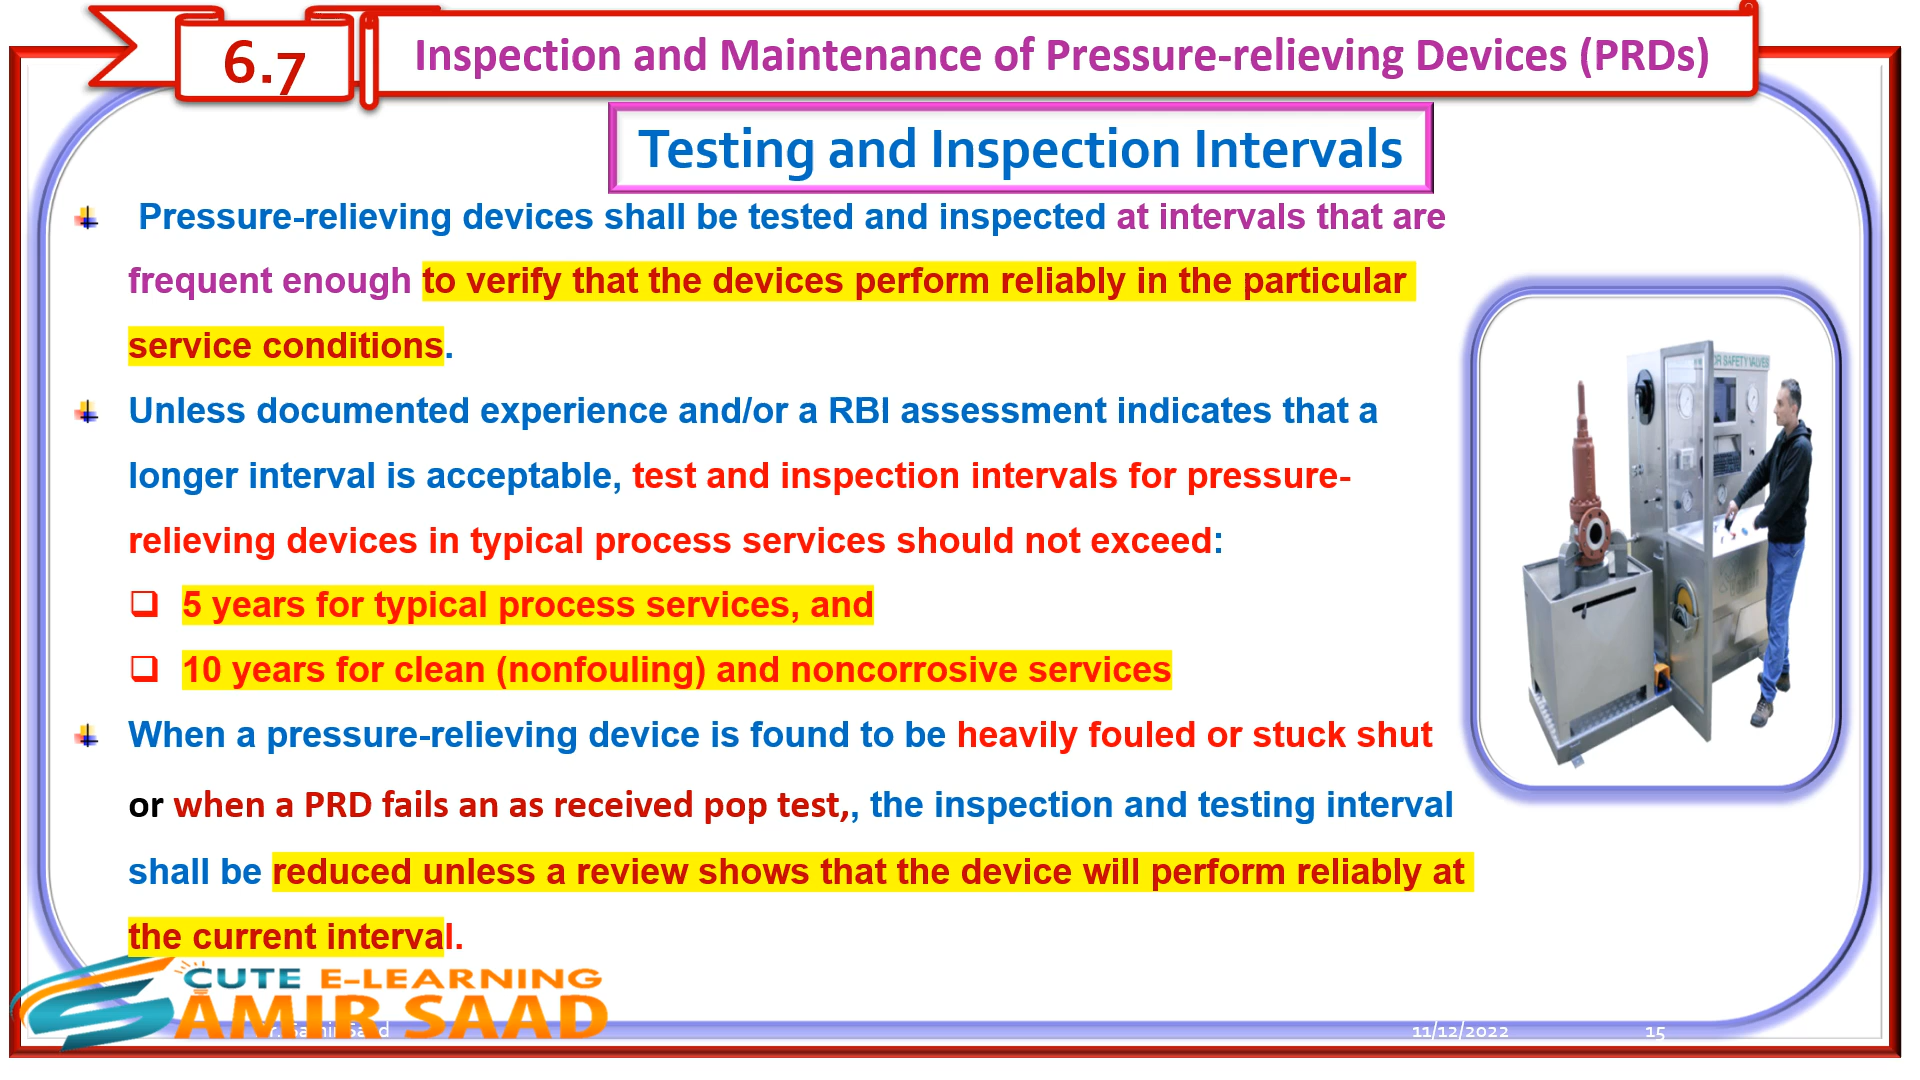 6.7
Inspection and Maintenance of Pressure-relieving Devices (PRDs)
Testing and Inspection Intervals
Pressure-relieving devices shall be tested and inspected at intervals that are
frequent enough to verify that the devices perform reliably in the particular
service conditions.
Unless documented experience and/or a RBI assessment indicates that a
longer interval is acceptable, test and inspection intervals for pressure-
relieving devices in typical process services should not exceed:
5 years for typical process services, and
10 years for clean (nonfouling) and noncorrosive services
When a pressure-relieving device is found to be heavily fouled or stuck shut
or when a PRD fails an as received pop test,, the inspection and testing interval
shall be reduced unless a review shows that the device will perform reliably at
the current interval.
SAFETY VALVES
CUTE E-LEARNING
SAMIR SAAD
11/12/2022
15